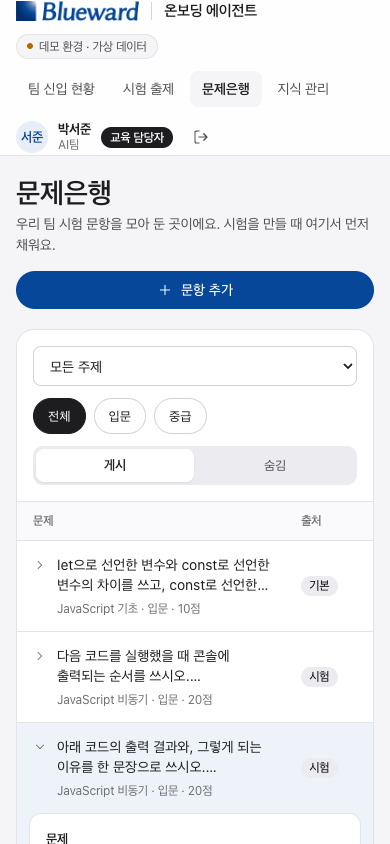 Blueward 온보딩 에이전트
데모 환경 · 가상 데이터
팀 신입 현황 시험 출제 문제은행 지식 관리
서준 박서준 교육 담당자
AI팀
문제은행
우리 팀 시험 문항을 모아 둔 곳이에요. 시험을 만들 때 여기서 먼저
채워요.
+ 문항 추가
모든 주제
전체 입문 중급
게시 숨김
문제 출처
let으로 선언한 변수와 const로 선언한
변수의 차이를 쓰고, const로 선언한...
기본
JavaScript 기초 · 입문 · 10점
다음 코드를 실행했을 때 콘솔에
출력되는 순서를 쓰시오....
시험
JavaScript 비동기 · 입문 · 20점
아래 코드의 출력 결과와, 그렇게 되는
이유를 한 문장으로 쓰시오....
시험
JavaScript 비동기 · 입문 · 20점
문제